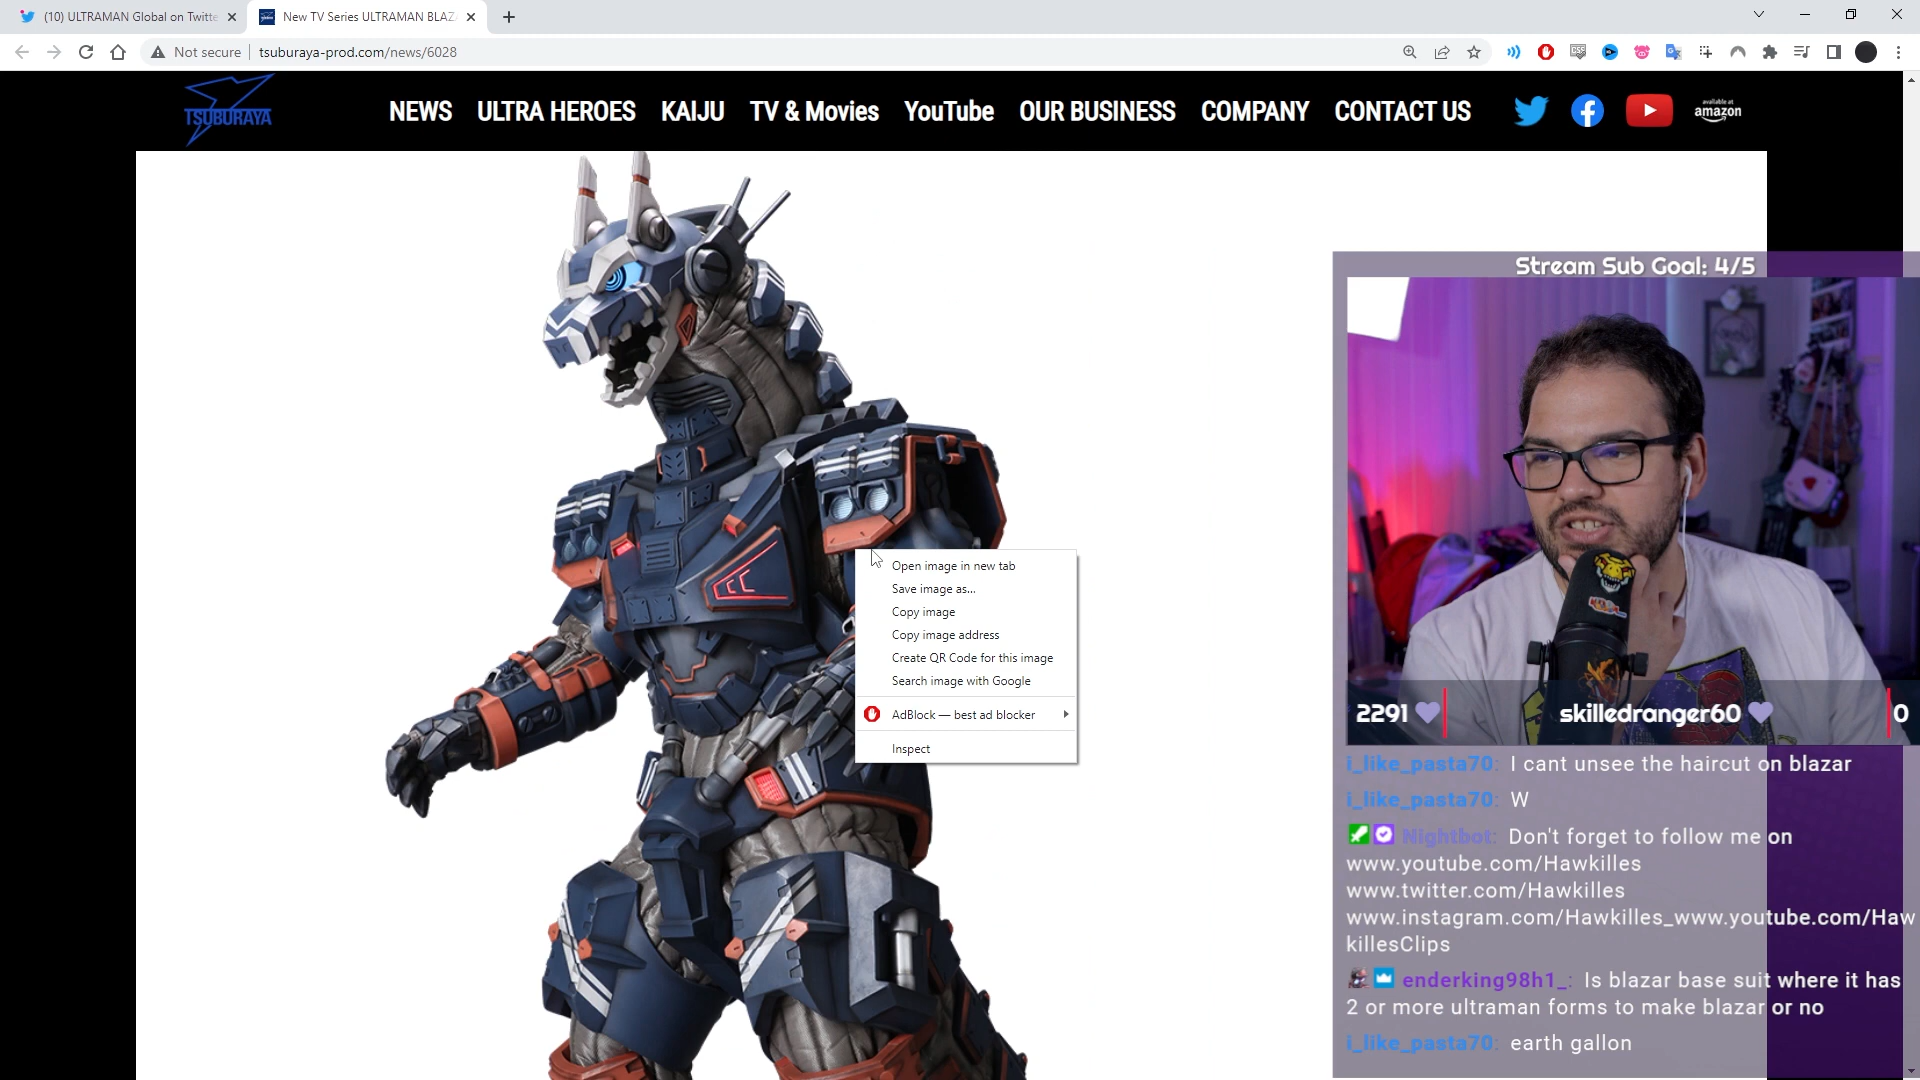 (10) ULTRAMAN Global on Twitte
New TV Series ULTRAMAN BLAZ
Not secure
tsuburaya-prod.com/news/6028
TSUBURAYA
NEWS
ULTRA HEROES
KAIJU
TV & Movies
YouTube
OUR BUSINESS
COMPANY
CONTACT US
available at
amazon
Open image in new tab
Save image as...
Copy image
Copy image address
Create QR Code for this image
Search image with Google
AdBlock — best ad blocker
Inspect
Stream Sub Goal: 4/5
2291
skilledranger60
0
i_like_pasta70: I cant unsee the haircut on blazar
i_like_pasta70: W
Nightbot: Don't forget to follow me on
www.youtube.com/Hawkilles
www.twitter.com/Hawkilles
www.instagram.com/Hawkilles_www.youtube.com/Haw
killesClips
enderking98h1_: Is blazar base suit where it has
2 or more ultraman forms to make blazar or no
i_like_pasta70: earth gallon